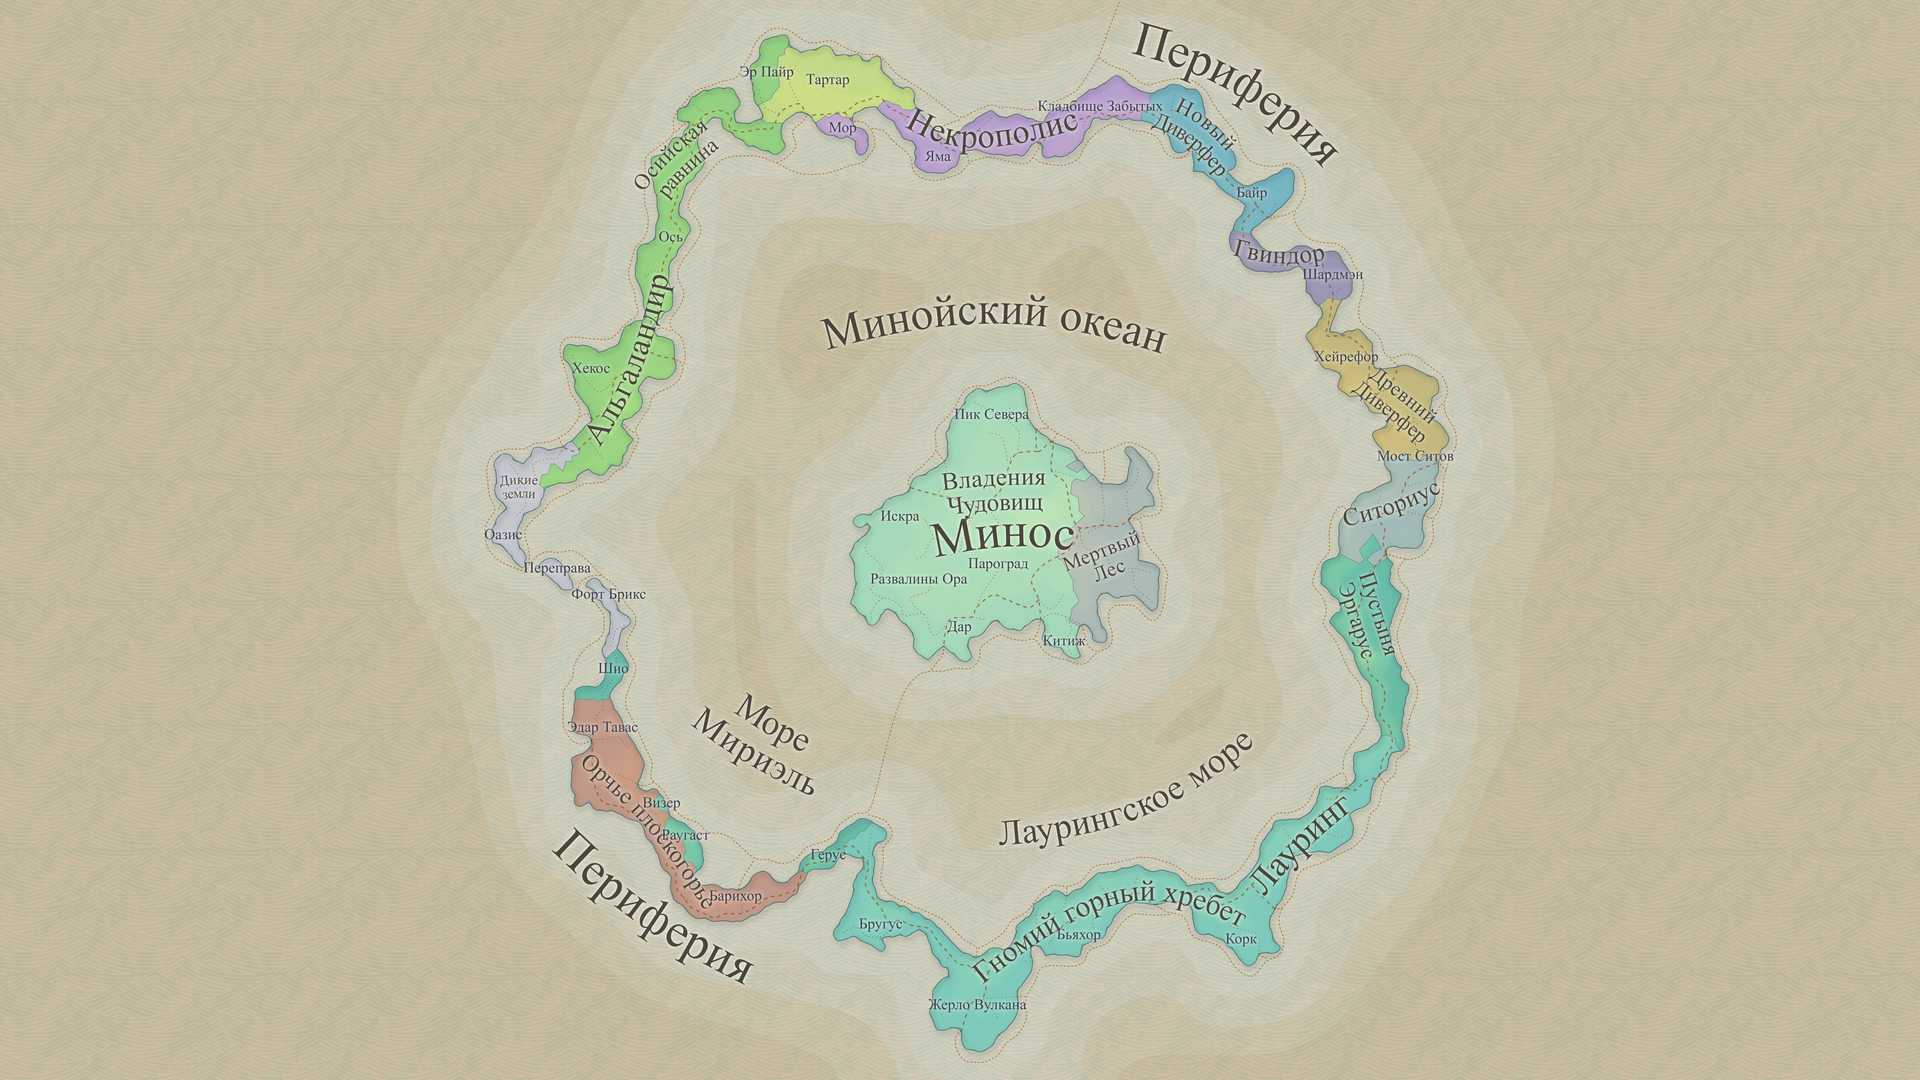 Периферия
Эр Пайр
Тартар
Мор
Некрополис
Яма
Кладбище Забытых
Новый
Диверфер
Байр
Гвиндор
Шардмэн
Осийская
равнина
Ось
Альгаландир
Хекос
Минойский океан
Хейрефор
Древний
Диверфер
Мост Ситов
Ситориус
Пик Севера
Владения
Чудовищ
Искра
Минос
Мертвый
Лес
Пароград
Развалины Ора
Дар
Китиж
Дикие
земли
Оазис
Переправа
Форт Брикс
Шио
Пустыня
Эргарус
Эдар Тавас
Орчье плоскогорье
Визер
Раугаст
Барихор
Море
Мириэль
Лаурингское море
Герус
Бругус
Лауринг
Гномий горный хребет
Бьяхор
Корк
Жерло Вулкана
Периферия